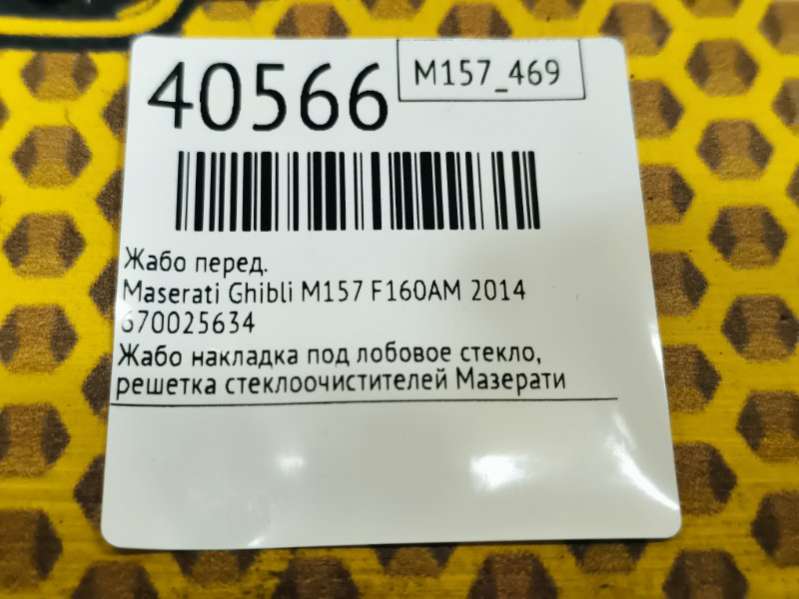 40566
M157_469
Жабо перед.
Maserati Ghibli M157 F160AM 2014
670025634
Жабо накладка под лобовое стекло,
решетка стеклоочистителей Мазерати